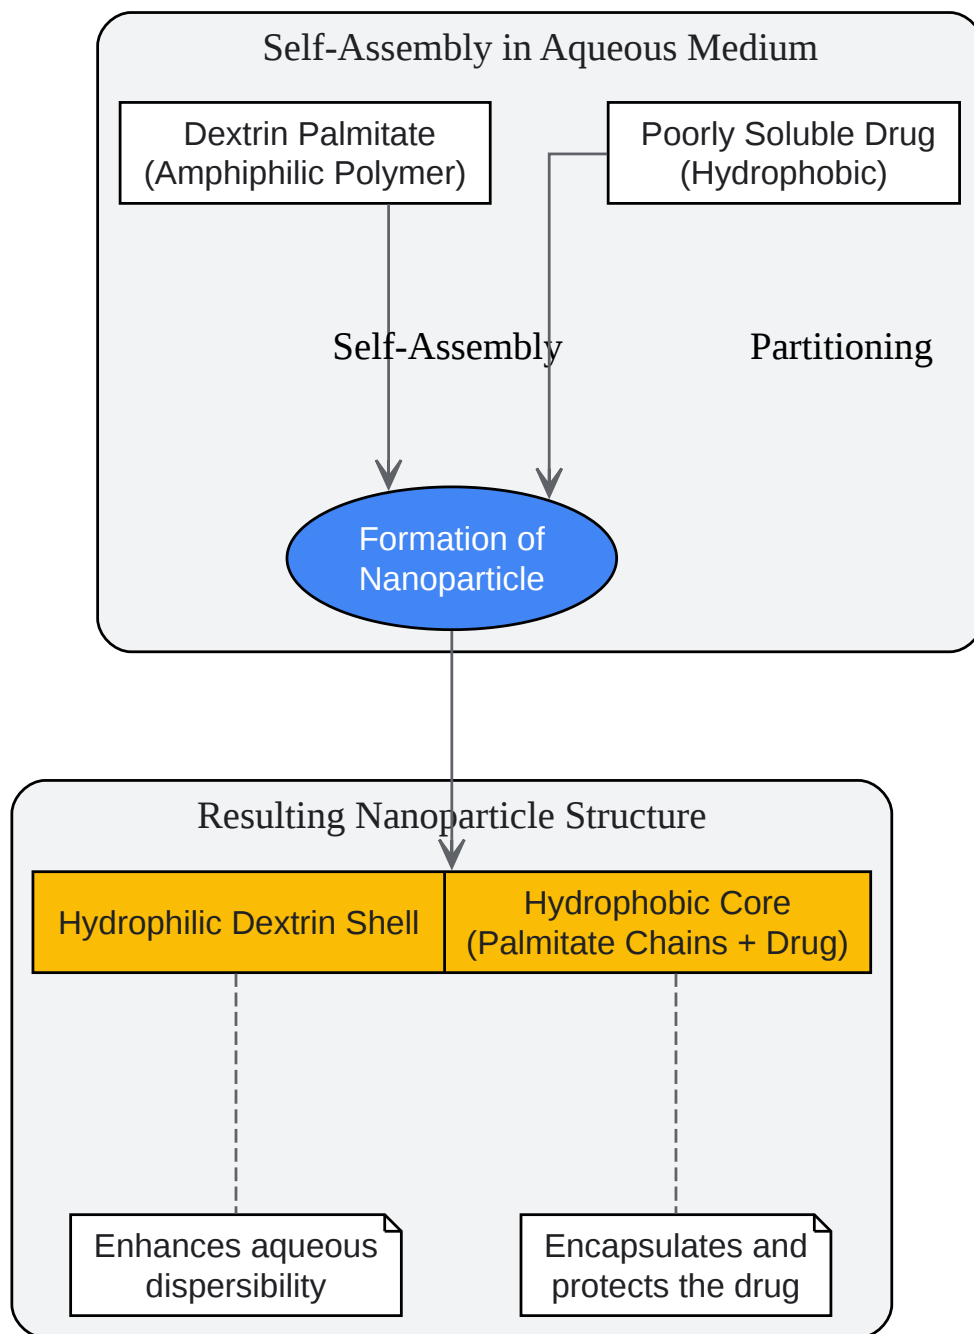 Self-Assembly in Aqueous Medium
Dextrin Palmitate
(Amphiphilic Polymer)
Poorly Soluble Drug
(Hydrophobic)
Self-Assembly
Partitioning
Formation of
Nanoparticle
Resulting Nanoparticle Structure
Hydrophilic Dextrin Shell
Hydrophobic Core
(Palmitate Chains + Drug)
Enhances aqueous
dispersibility
Encapsulates and
protects the drug